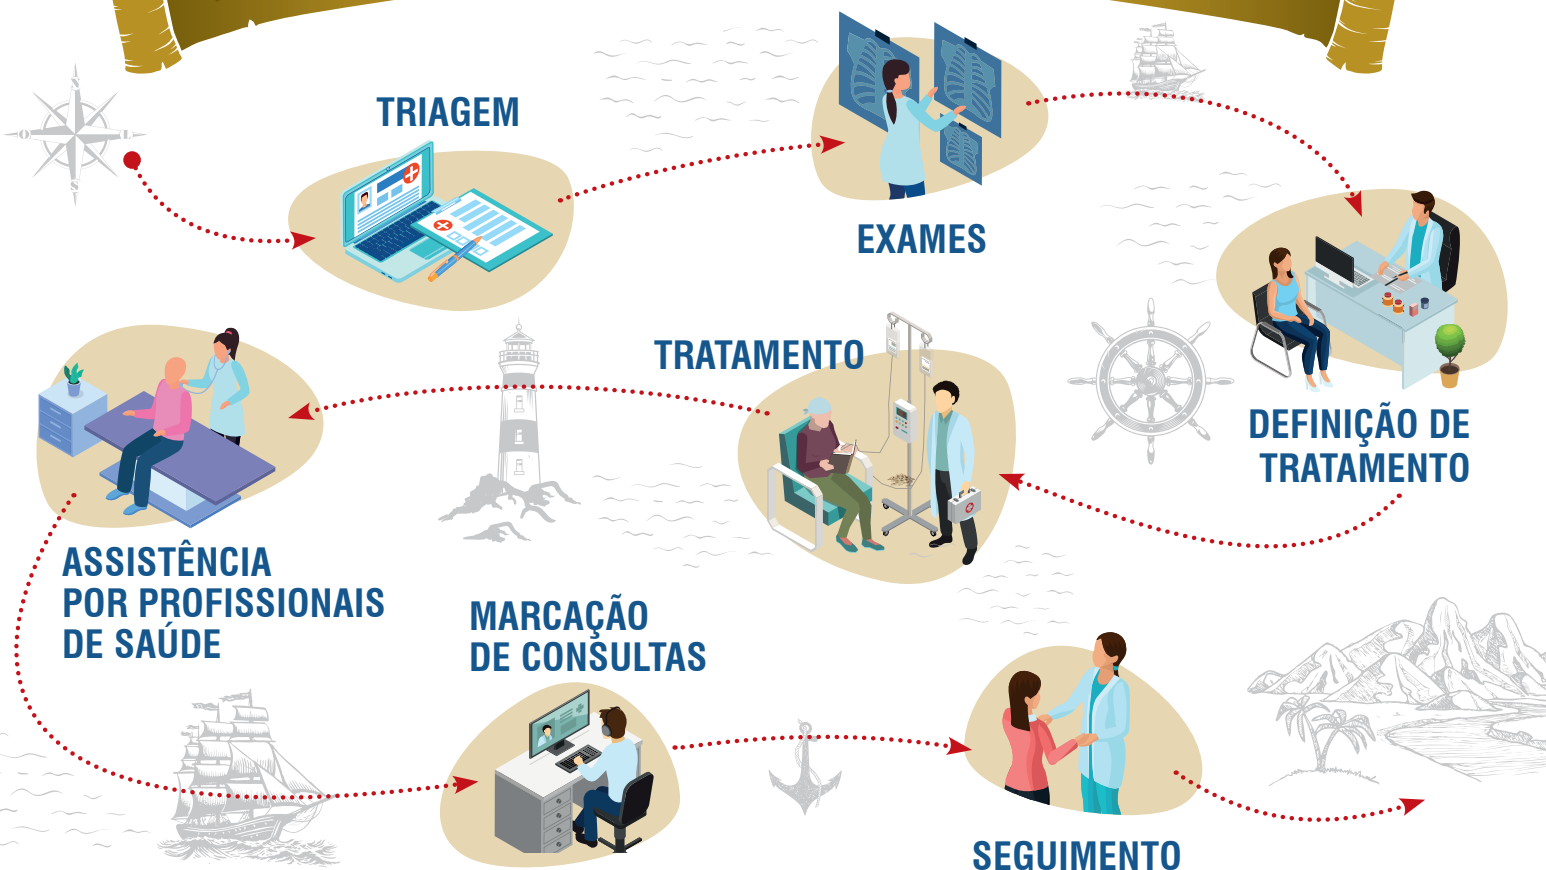 TRIAGEM
EXAMES
DEFINIÇÃO DE
TRATAMENTO
TRATAMENTO
ASSISTÊNCIA
POR PROFISSIONAIS
DE SAÚDE
MARCAÇÃO
DE CONSULTAS
SEGUIMENTO